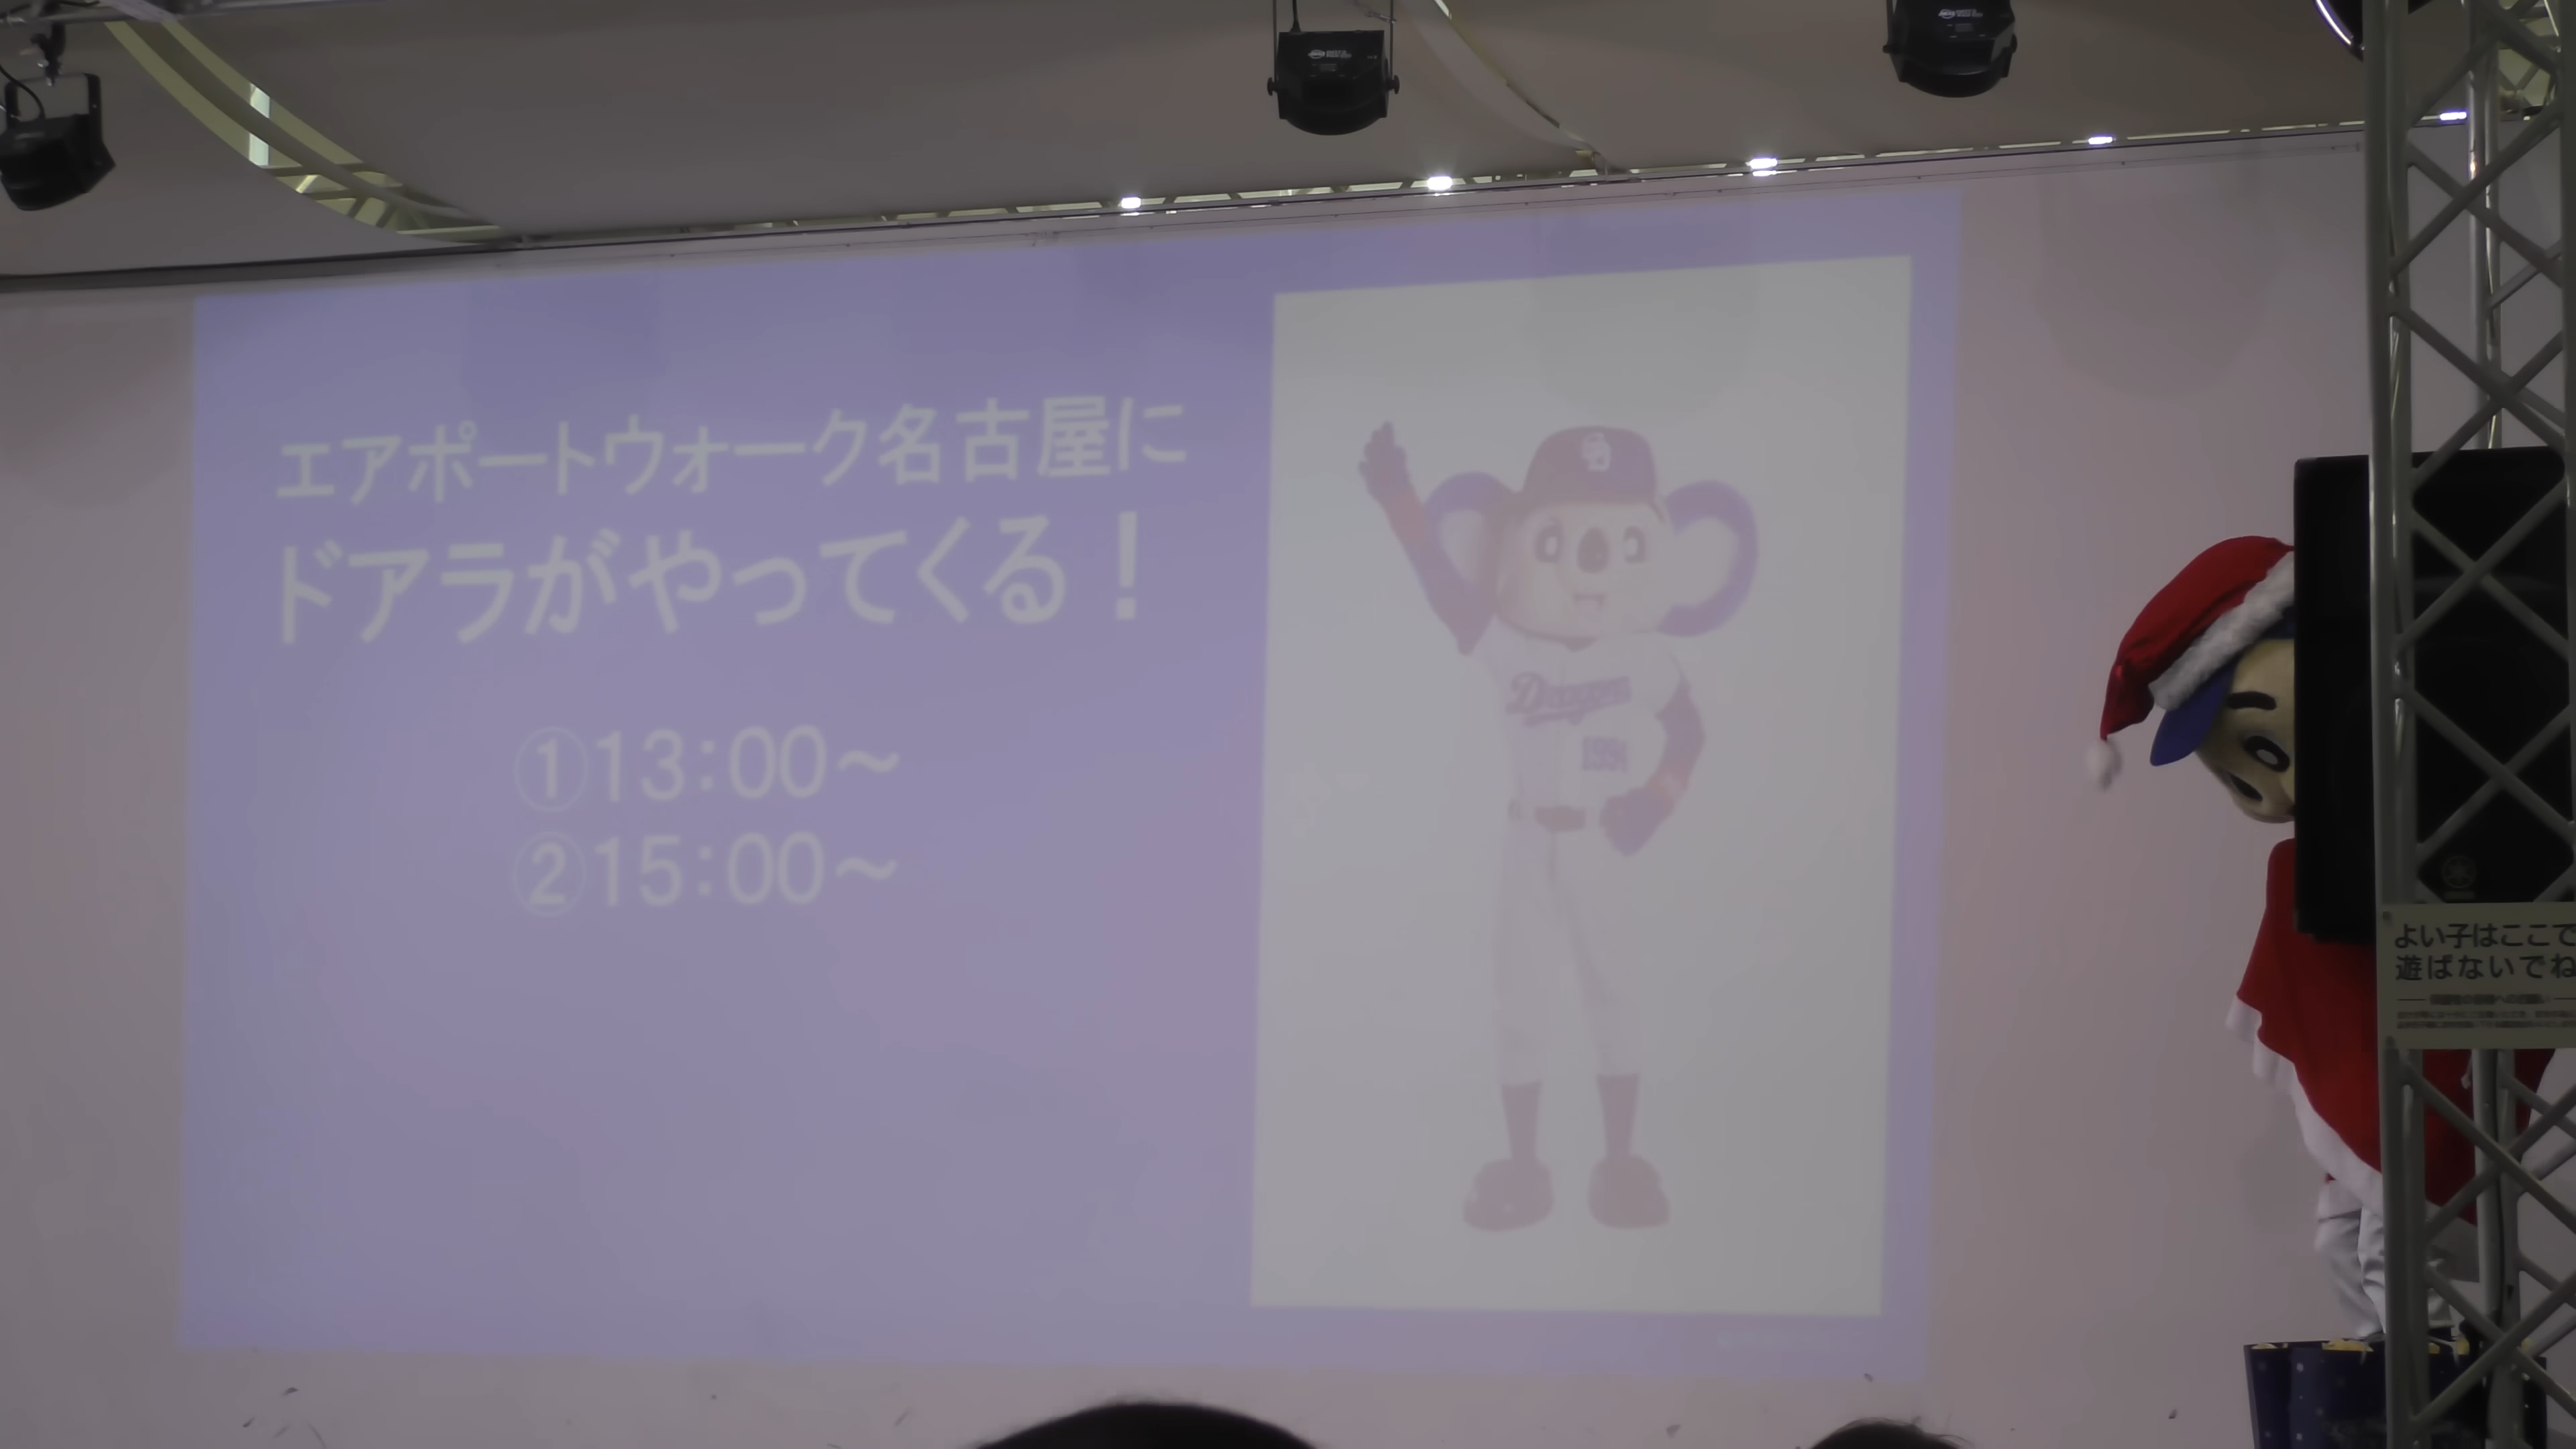 エアポートウォーク名古屋に
ドアラがやってくる！
①13:00～
②15:00～
Dragons
1994
よい子はここで
遊ばないでね